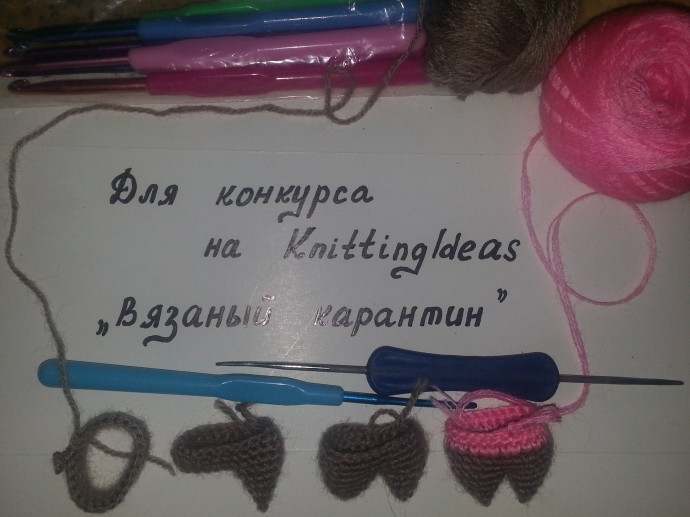 Для конкурса
на KnittingIdeas
„Вязаный карантин”